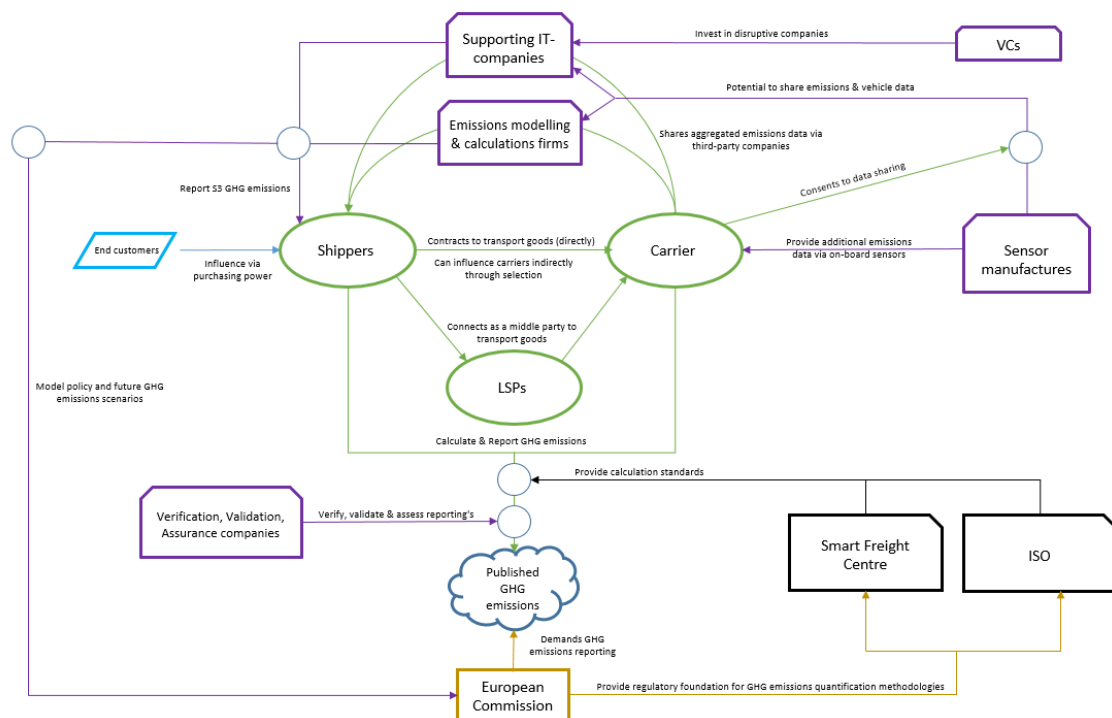 Supporting IT-
companies
Invest in disruptive companies
VCs
Potential to share emissions & vehicle data
Emissions modelling
& calculations firms
Shares aggregated emissions data via
third-party companies
Consents to data sharing
Report S3 GHG emissions
End customers
Influence via
purchasing power
Shippers
Contracts to transport goods (directly)
Can influence carriers indirectly
through selection
Carrier
Provide additional emissions
data via on-board sensors
Sensor
manufactures
Connects as a middle party to
transport goods
LSPs
Model policy and future GHG
emissions scenarios
Calculate & Report GHG emissions
Provide calculation standards
Verification, Validation,
Assurance companies
Verify, validate & assess reporting's
Smart Freight
Centre
ISO
Published
GHG
emissions
Demands GHG
emissions reporting
European
Commission
Provide regulatory foundation for GHG emissions quantification methodologies